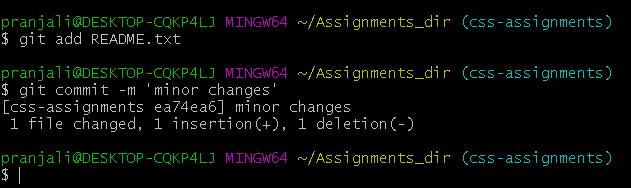 pranjali@DESKTOP-CQKP4LJ MINGW64 ~/Assignments_dir (css-assignments)
$ git add README.txt
pranjali@DESKTOP-CQKP4LJ MINGW64 ~/Assignments_dir (css-assignments)
$ git commit -m 'minor changes'
[css-assignments ea74ea6] minor changes
 1 file changed, 1 insertion(+), 1 deletion(-)
pranjali@DESKTOP-CQKP4LJ MINGW64 ~/Assignments_dir (css-assignments)
$